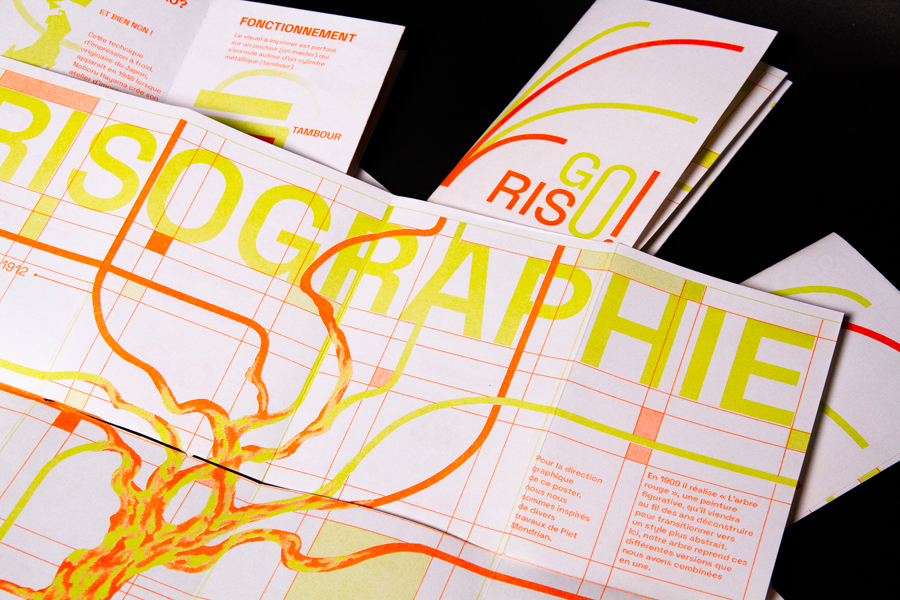 ET BIEN NON !
Cette technique
d'impression à froid,
originaire du Japon,
apparaît en 1946 lorsque
Noboru Hayama crée son
FONCTIONNEMENT
Le visuel à imprimer est perforé
sur un pochoir (un master) qui
s'enroule autour d'un cylindre
métallique (tambour).
TAMBOUR
GO!
RISO
RISOGRAPHIE
1912
Pour la direction
graphique
de ce poster,
nous nous
sommes inspirés
de divers
travaux de Piet
Mondrian.
En 1909 il réalise « L'arbre
rouge », une peinture
figurative, qu'il viendra
au fil des ans déconstruire
pour transitionner vers
un style plus abstrait.
Ici, notre arbre reprend ces
différentes versions que
nous avons combinées
en une.